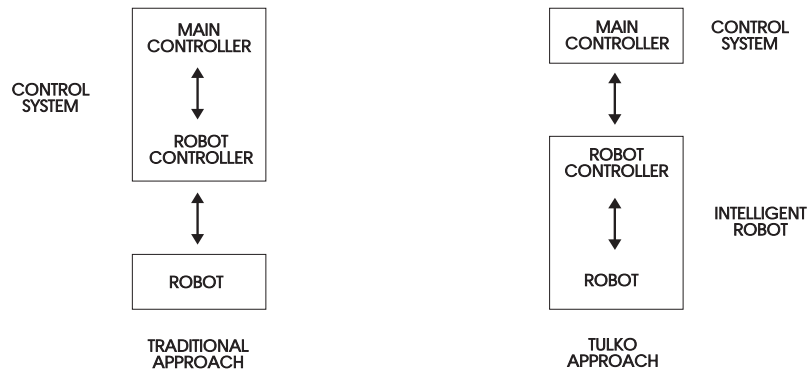 CONTROL
SYSTEM
MAIN
CONTROLLER
ROBOT
CONTROLLER
ROBOT
TRADITIONAL
APPROACH
MAIN
CONTROLLER
CONTROL
SYSTEM
ROBOT
CONTROLLER
ROBOT
INTELLIGENT
ROBOT
TULKO
APPROACH